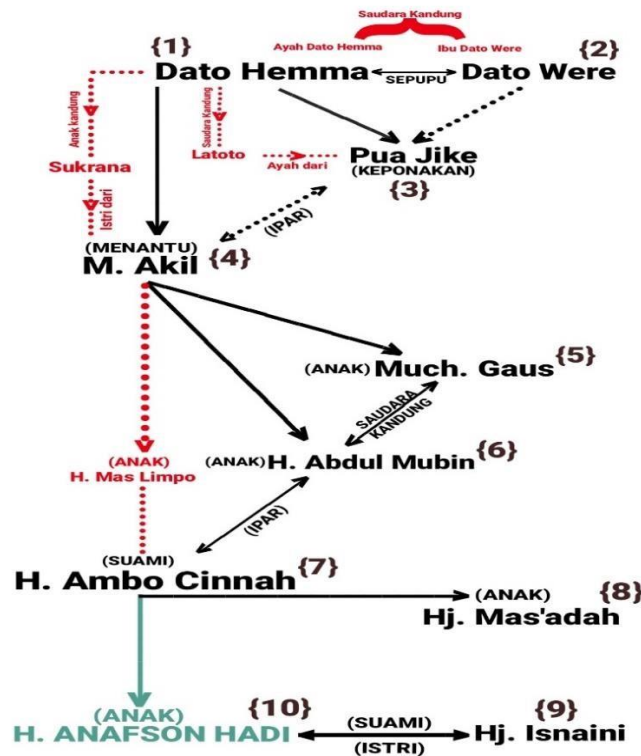 Saudara Kandung
{1} Ayah Dato Hemma Ibu Dato Were {2}
Dato Hemma SEPUPU Dato Were
Anak kandung
Saudara Kandung
Sukrana
Latoto
Ayah dari
Pua Jike
(KEPONAKAN)
{3}
Istri dari
(IPAR)
(MENANTU)
M. Akil {4}
(ANAK) Much. Gaus {5}
SAUDARA
KANDUNG
(ANAK) H. Abdul Mubin {6}
(ANAK)
H. Mas Limpo
(IPAR)
(SUAMI)
H. Ambo Cinnah {7}
(ANAK) {8}
Hj. Mas'adah
(ANAK) {10}
H. ANAFSON HADI
(SUAMI)
(ISTRI)
{9}
Hj. Isnaini